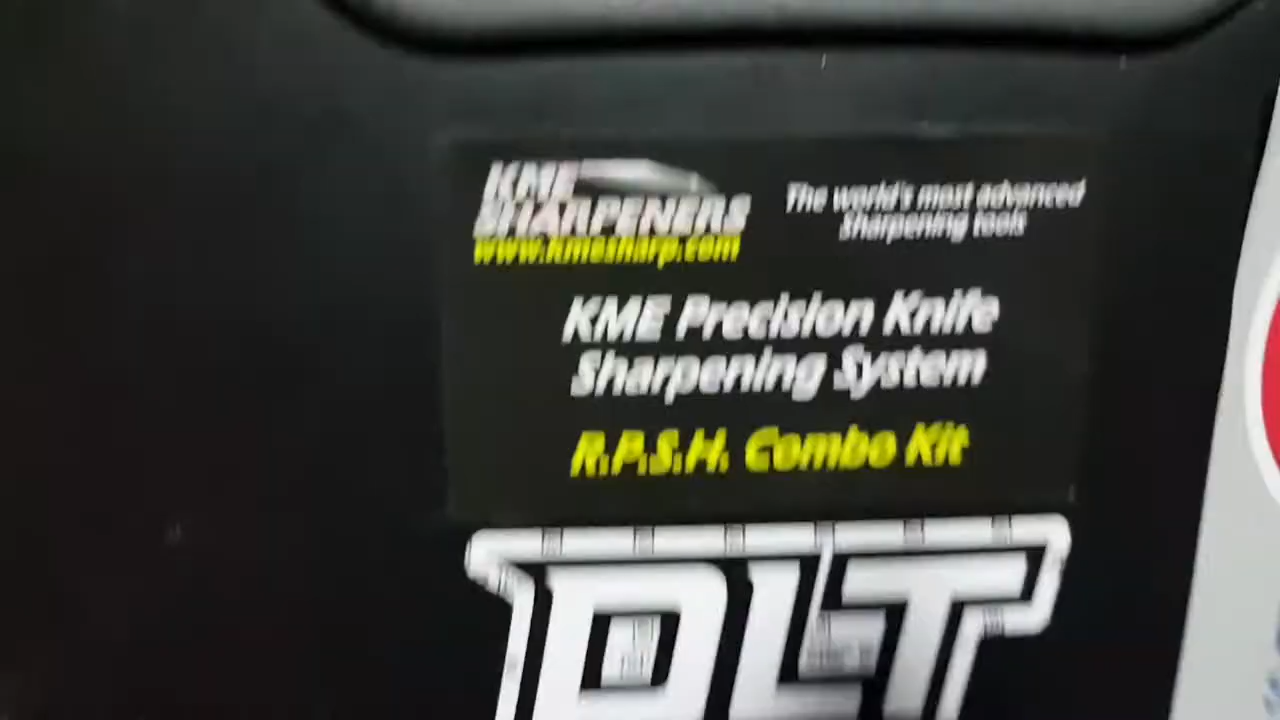 KME
SHARPENERS
www.kmesharp.com
The world's most advanced
Sharpening tools
KME Precision Knife
Sharpening System
R.P.S.H. Combo Kit
DLT